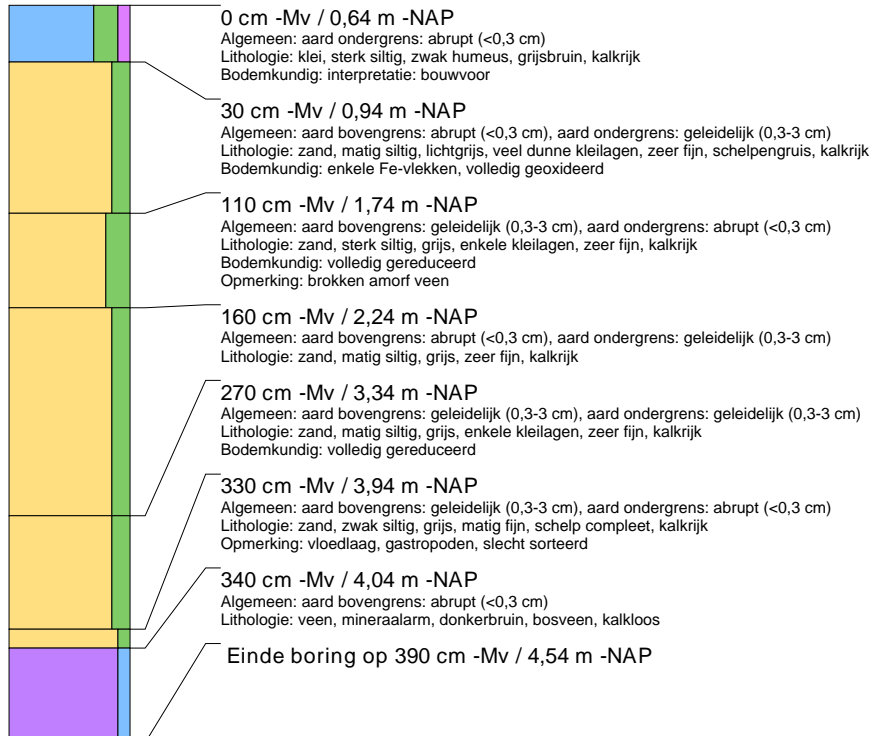 0 cm -Mv / 0,64 m -NAP
Algemeen: aard ondergrens: abrupt (<0,3 cm)
Lithologie: klei, sterk siltig, zwak humeus, grijsbruin, kalkrijk
Bodemkundig: interpretatie: bouwvoor
30 cm -Mv / 0,94 m -NAP
Algemeen: aard bovengrens: abrupt (<0,3 cm), aard ondergrens: geleidelijk (0,3-3 cm)
Lithologie: zand, matig siltig, lichtgrijs, veel dunne kleilagen, zeer fijn, schelpengruis, kalkrijk
Bodemkundig: enkele Fe-vlekken, volledig geoxideerd
110 cm -Mv / 1,74 m -NAP
Algemeen: aard bovengrens: geleidelijk (0,3-3 cm), aard ondergrens: abrupt (<0,3 cm)
Lithologie: zand, sterk siltig, grijs, enkele kleilagen, zeer fijn, kalkrijk
Bodemkundig: volledig gereduceerd
Opmerking: brokken amorf veen
160 cm -Mv / 2,24 m -NAP
Algemeen: aard bovengrens: abrupt (<0,3 cm), aard ondergrens: geleidelijk (0,3-3 cm)
Lithologie: zand, matig siltig, grijs, zeer fijn, kalkrijk
270 cm -Mv / 3,34 m -NAP
Algemeen: aard bovengrens: geleidelijk (0,3-3 cm), aard ondergrens: geleidelijk (0,3-3 cm)
Lithologie: zand, matig siltig, grijs, enkele kleilagen, zeer fijn, kalkrijk
Bodemkundig: volledig gereduceerd
330 cm -Mv / 3,94 m -NAP
Algemeen: aard bovengrens: geleidelijk (0,3-3 cm), aard ondergrens: abrupt (<0,3 cm)
Lithologie: zand, zwak siltig, grijs, matig fijn, schelp compleet, kalkrijk
Opmerking: vloedlaag, gastropoden, slecht sorteerd
340 cm -Mv / 4,04 m -NAP
Algemeen: aard bovengrens: abrupt (<0,3 cm)
Lithologie: veen, mineraalarm, donkerbruin, bosveen, kalkloos
Einde boring op 390 cm -Mv / 4,54 m -NAP